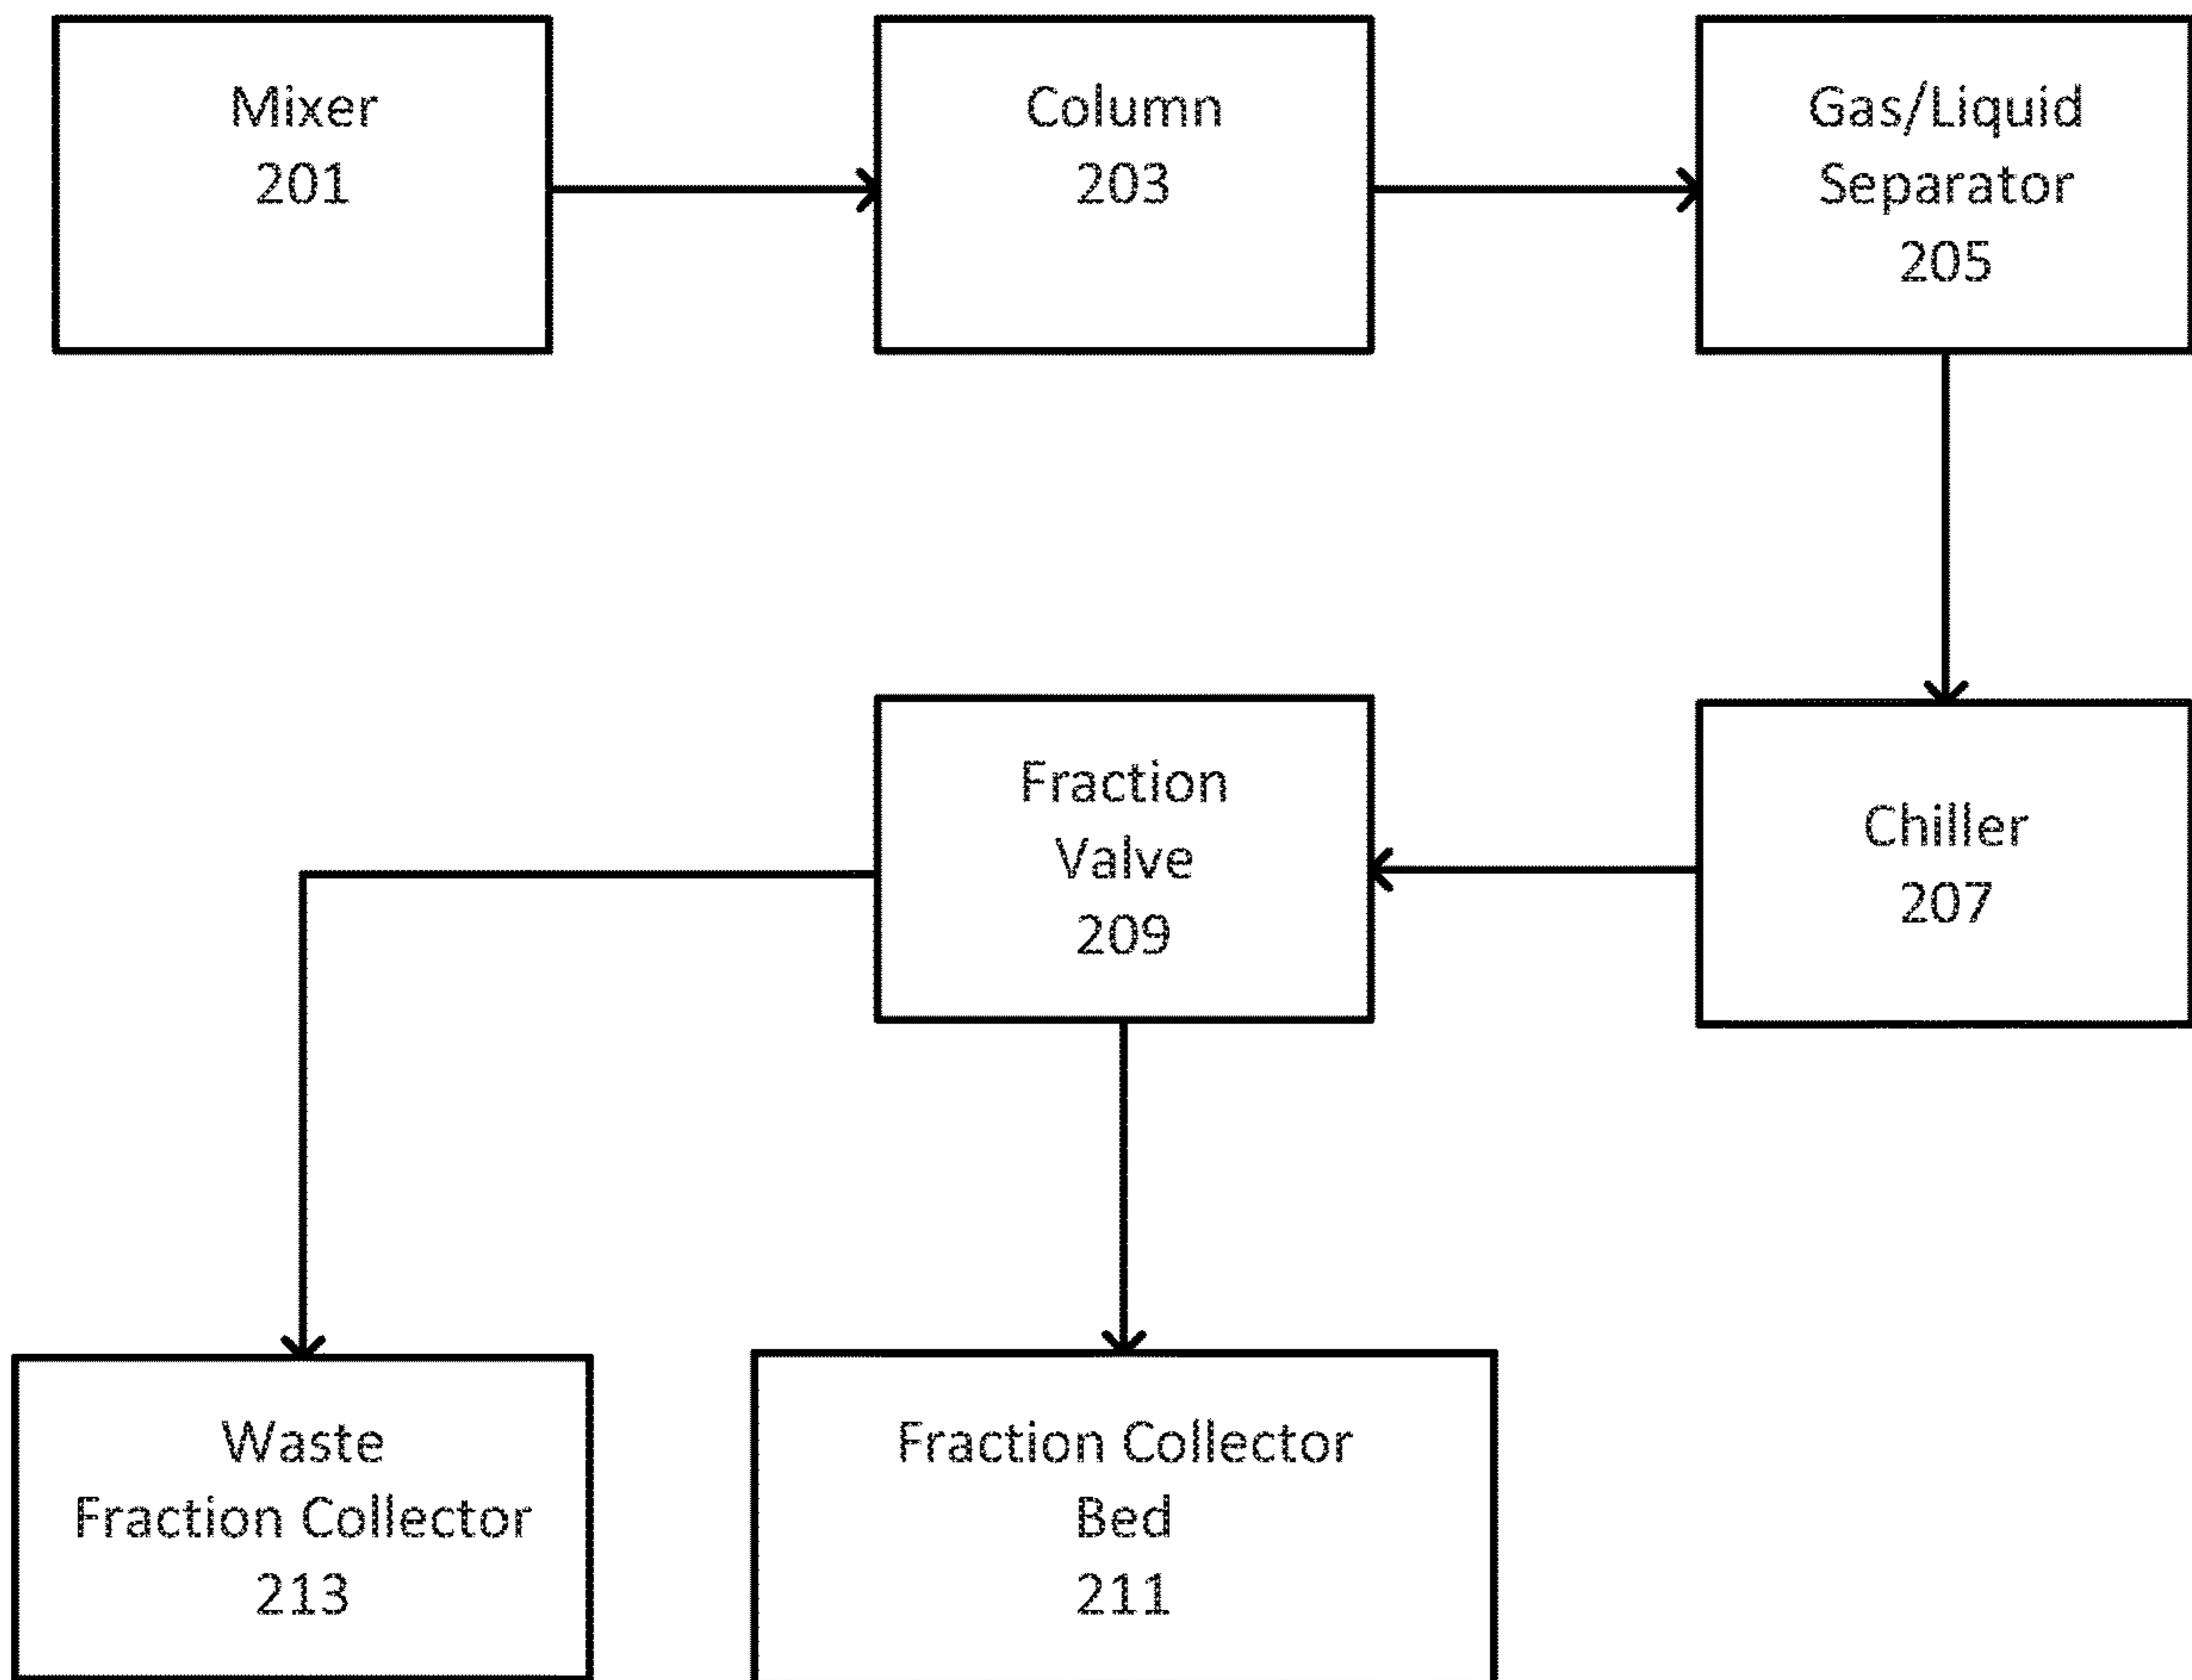 Mixer
201
Column
203
Gas/Liquid
Separator
205
Fraction
Valve
209
Chiller
207
Waste
Fraction Collector
213
Fraction Collector
Bed
211